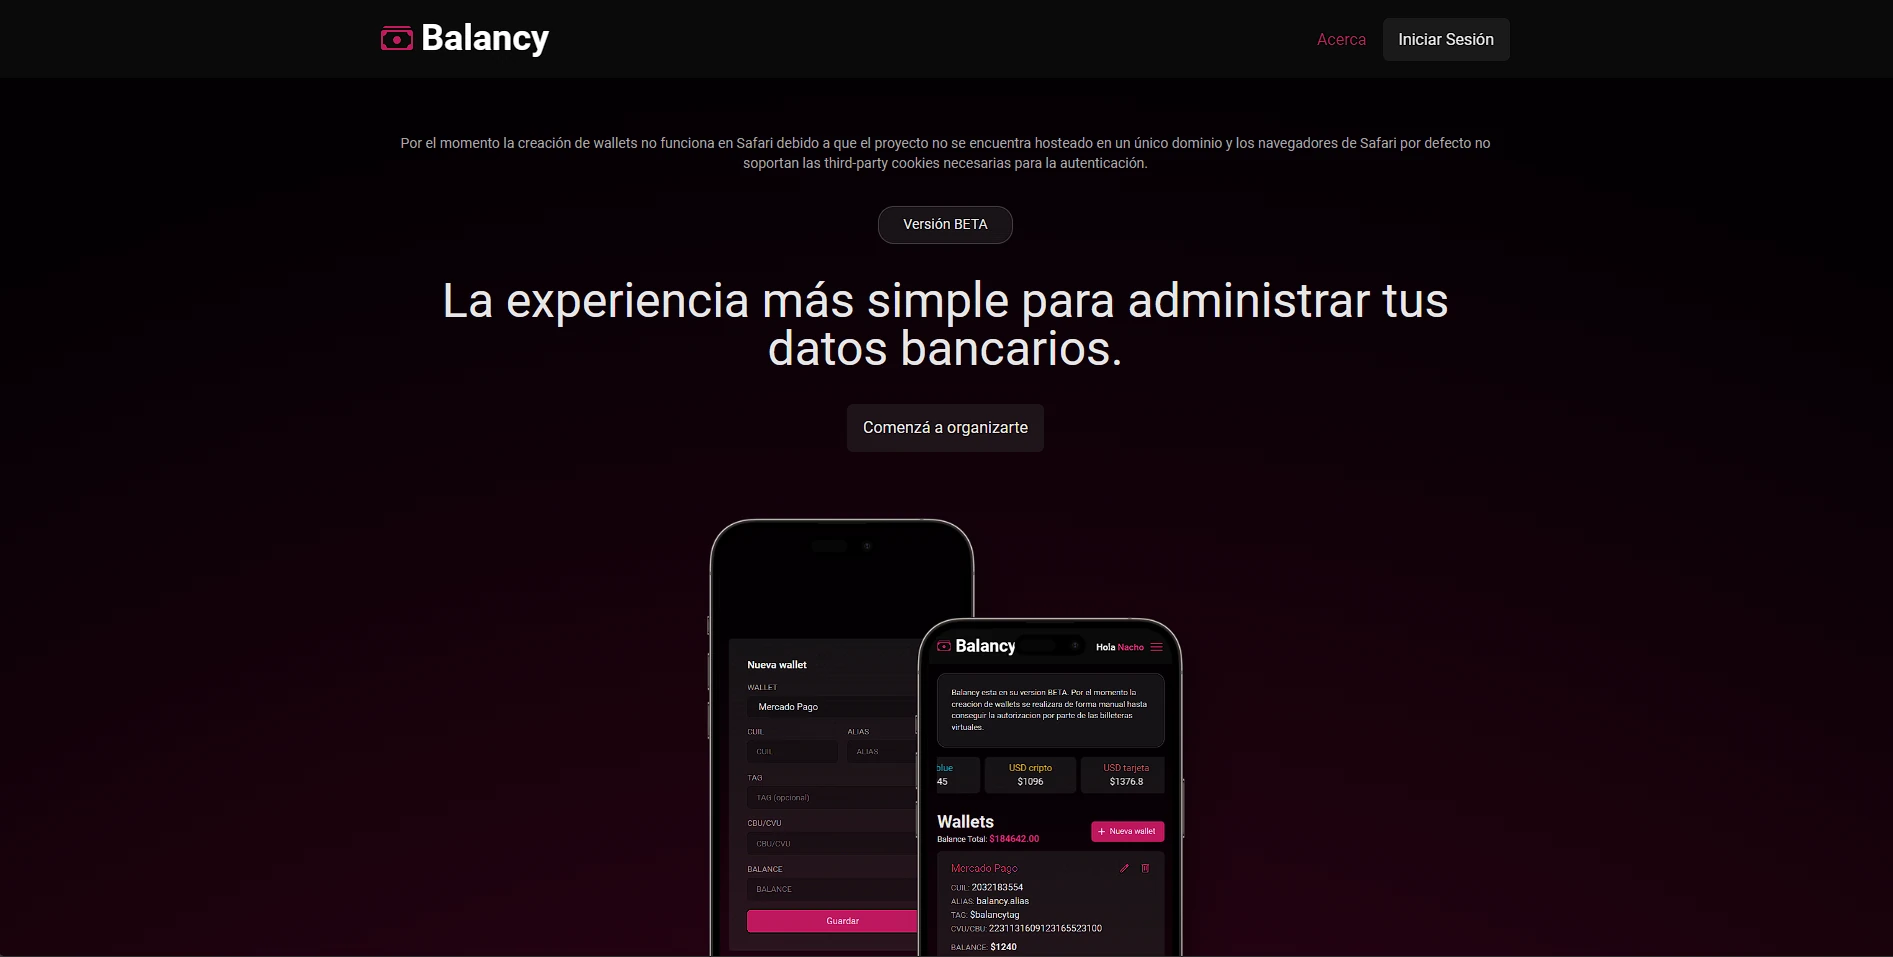 Balancy
Acerca
Iniciar Sesión
Por el momento la creación de wallets no funciona en Safari debido a que el proyecto no se encuentra hosteado en un único dominio y los navegadores de Safari por defecto no
soportan las third-party cookies necesarias para la autenticación.
Versión BETA
La experiencia más simple para administrar tus
datos bancarios.
Comenzá a organizarte
Nueva wallet
WALLET
Mercado Pago
CUIL
ALIAS
CUIL
ALIAS
TAG
TAG (opcional)
CBU/CVU
CBU/CVU
BALANCE
BALANCE
Guardar
Balancy
Hola Nacho
Balancy esta en su version BETA. Por el momento la
creacion de wallets se realizara de forma manual hasta
conseguir la autorizacion por parte de las billeteras
virtuales.
blue
45
USD cripto
$1096
USD tarjeta
$1376.8
Wallets
Balance Total: $184642.00
+ Nueva wallet
Mercado Pago
CUIL: 2032183554
ALIAS: balancy.alias
TAG: $balancytag
CVU/CBU: 2231131609123165523100
BALANCE: $1240